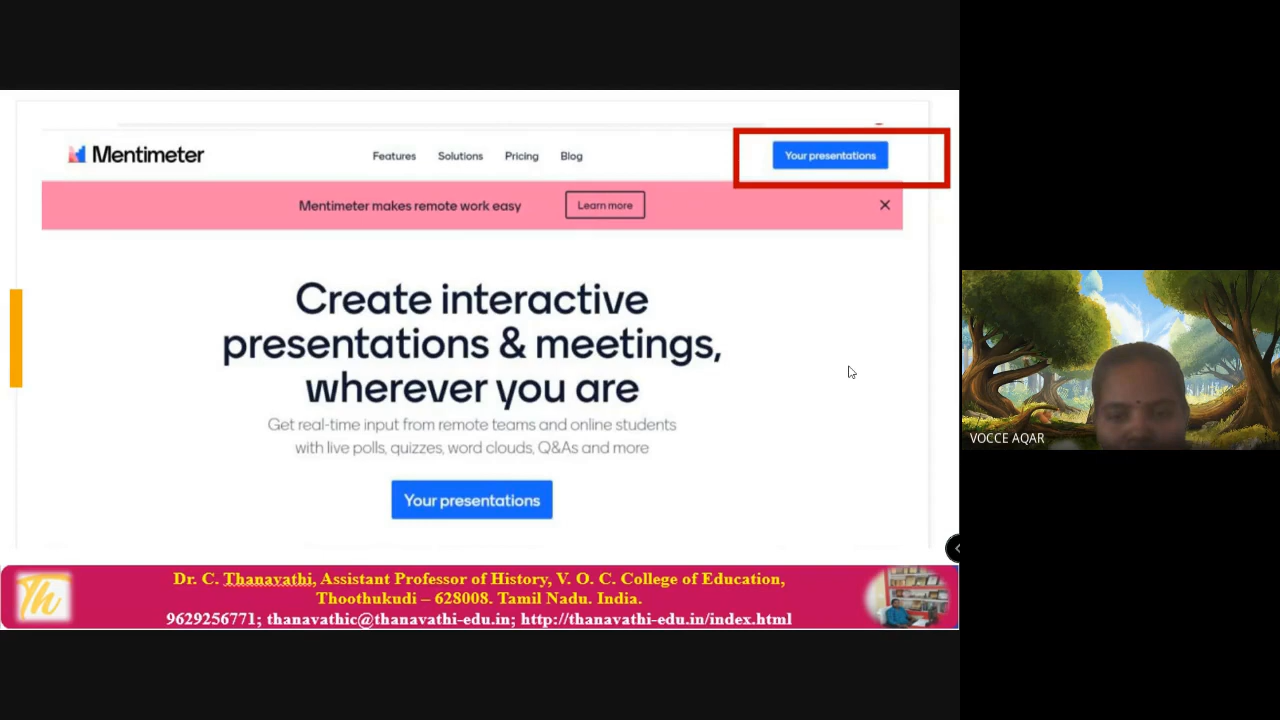 Mentimeter
Features Solutions Pricing Blog
Your presentations
Mentimeter makes remote work easy
Learn more
Create interactive
presentations & meetings,
wherever you are
Get real-time input from remote teams and online students
with live polls, quizzes, word clouds, Q&As and more
Your presentations
Th
Dr. C. Thanavathi, Assistant Professor of History, V. O. C. College of Education,
Thoothukudi – 628008. Tamil Nadu. India.
9629256771; thanavathic@thanavathi-edu.in; http://thanavathi-edu.in/index.html
VOCCE AQAR